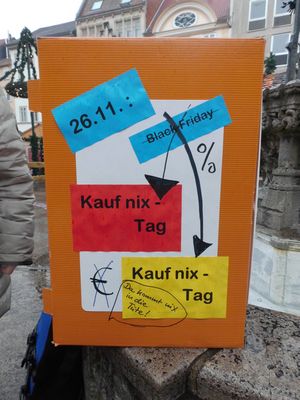 26.11.:
Black Friday
%
Kauf nix -
Tag
€
Kauf nix -
Tag
Da kommt nix
in die
Tüte!